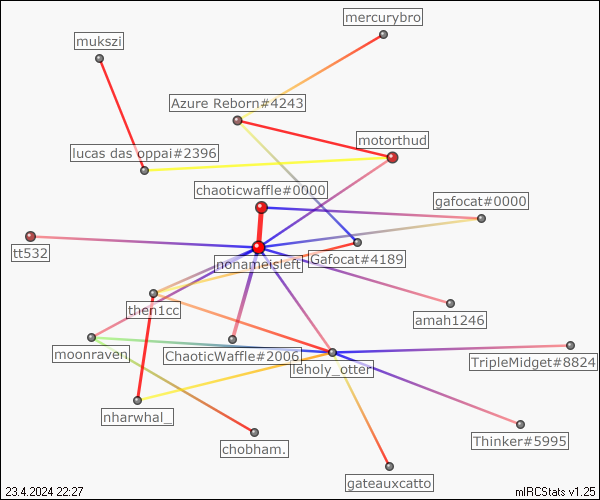 mercurybro
mukszi
Azure Reborn#4243
motorthud
lucas das oppai#2396
chaoticwaffle#0000
gafocat#0000
tt532
nonameisleft
Gafocat#4189
then1cc
amah1246
moonraven
ChaoticWaffle#2006
leholy_otter
TripleMidget#8824
nharwhal_
chobham.
Thinker#5995
gateauxcatto
23.4.2024 22:27
mIRCStats v1.25